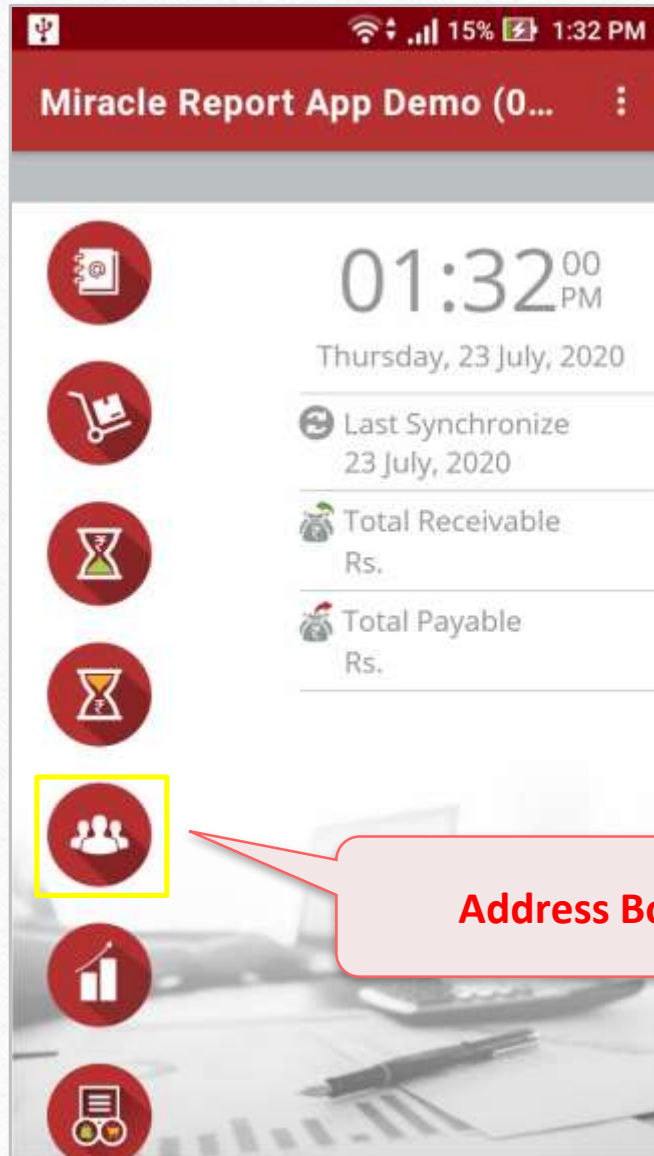 15% 1:32 PM
Miracle Report App Demo (0...
01:32 00 PM
Thursday, 23 July, 2020
Last Synchronize
23 July, 2020
Total Receivable
Rs.
Total Payable
Rs.
Address